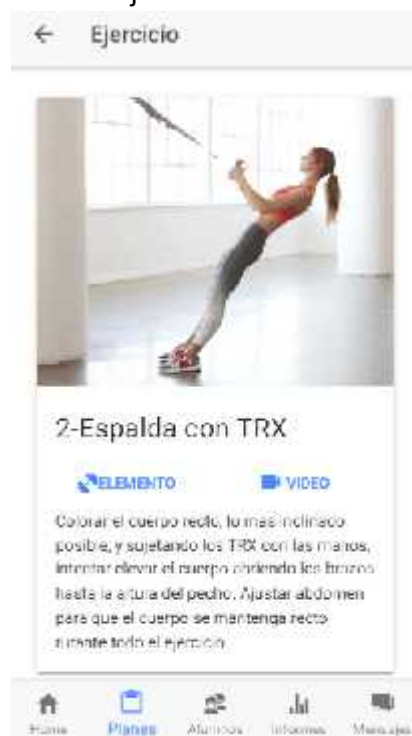 Ejercicio
2-Espalda con TRX
ELEMENTO
VIDEO
Colorar el cuerpo recto, lo mas inclinado
posible, y sujetando los TRX con las manos,
intentar elevar el cuerpo abriendo los brazos
hasta la altura del pecho. Ajustar abdomen
para que el cuerpo se mantenga recto
durante todo el ejercicio
Home Planes Alumnos Informes Mensajes